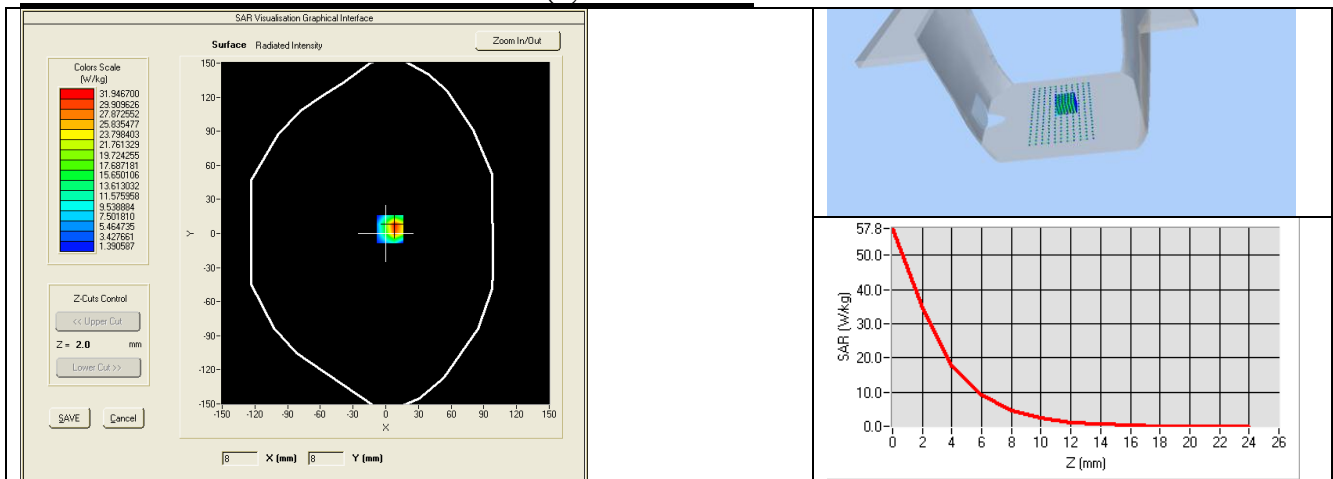 SAR Visualisation Graphical Interface
Surface Radiated Intensity
Zoom In/Out
Colors Scale
(W/kg)
31.946700
29.909626
27.872552
25.835477
23.798403
21.761329
19.724255
17.687181
15.650106
13.613032
11.575958
9.538884
7.501810
5.464735
3.427661
1.390587
150
120
90
60
30
0
-30
-60
-90
-120
-150
Y
-150 -120 -90 -60 -30 0 30 60 90 120 150
X
Z-Cuts Control
<< Upper Cut
Z = 2.0 mm
Lower Cut >>
SAVE Cancel
8 X (mm) 8 Y (mm)
57.8
50.0
40.0
30.0
20.0
10.0
0.0
SAR (W/kg)
0 2 4 6 8 10 12 14 16 18 20 22 24 26
Z (mm)